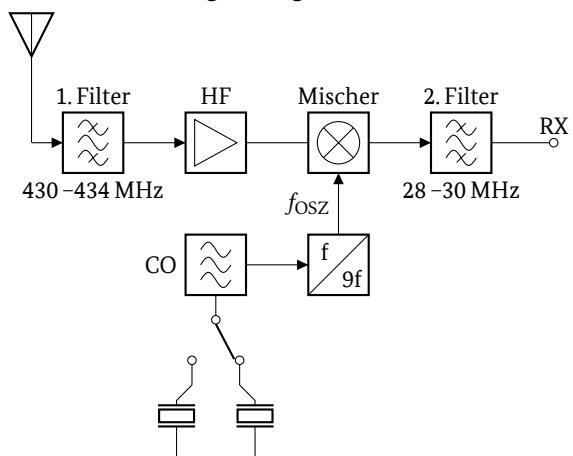 1. Filter
HF
Mischer
2. Filter
RX
430 –434 MHz
28 –30 MHz
fOSZ
CO
f
9f